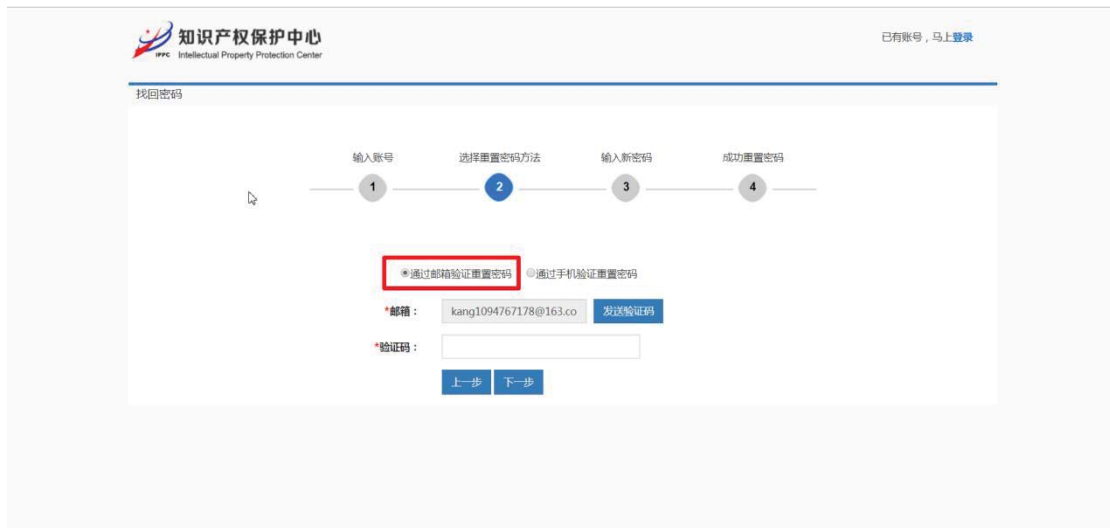 知识产权保护中心
IPPC Intellectual Property Protection Center
已有账号，马上登录
找回密码
输入账号 选择重置密码方法 输入新密码 成功重置密码
1 2 3 4
通过邮箱验证重置密码 通过手机验证重置密码
*邮箱： kang1094767178@163.co 发送验证码
*验证码：
上一步 下一步